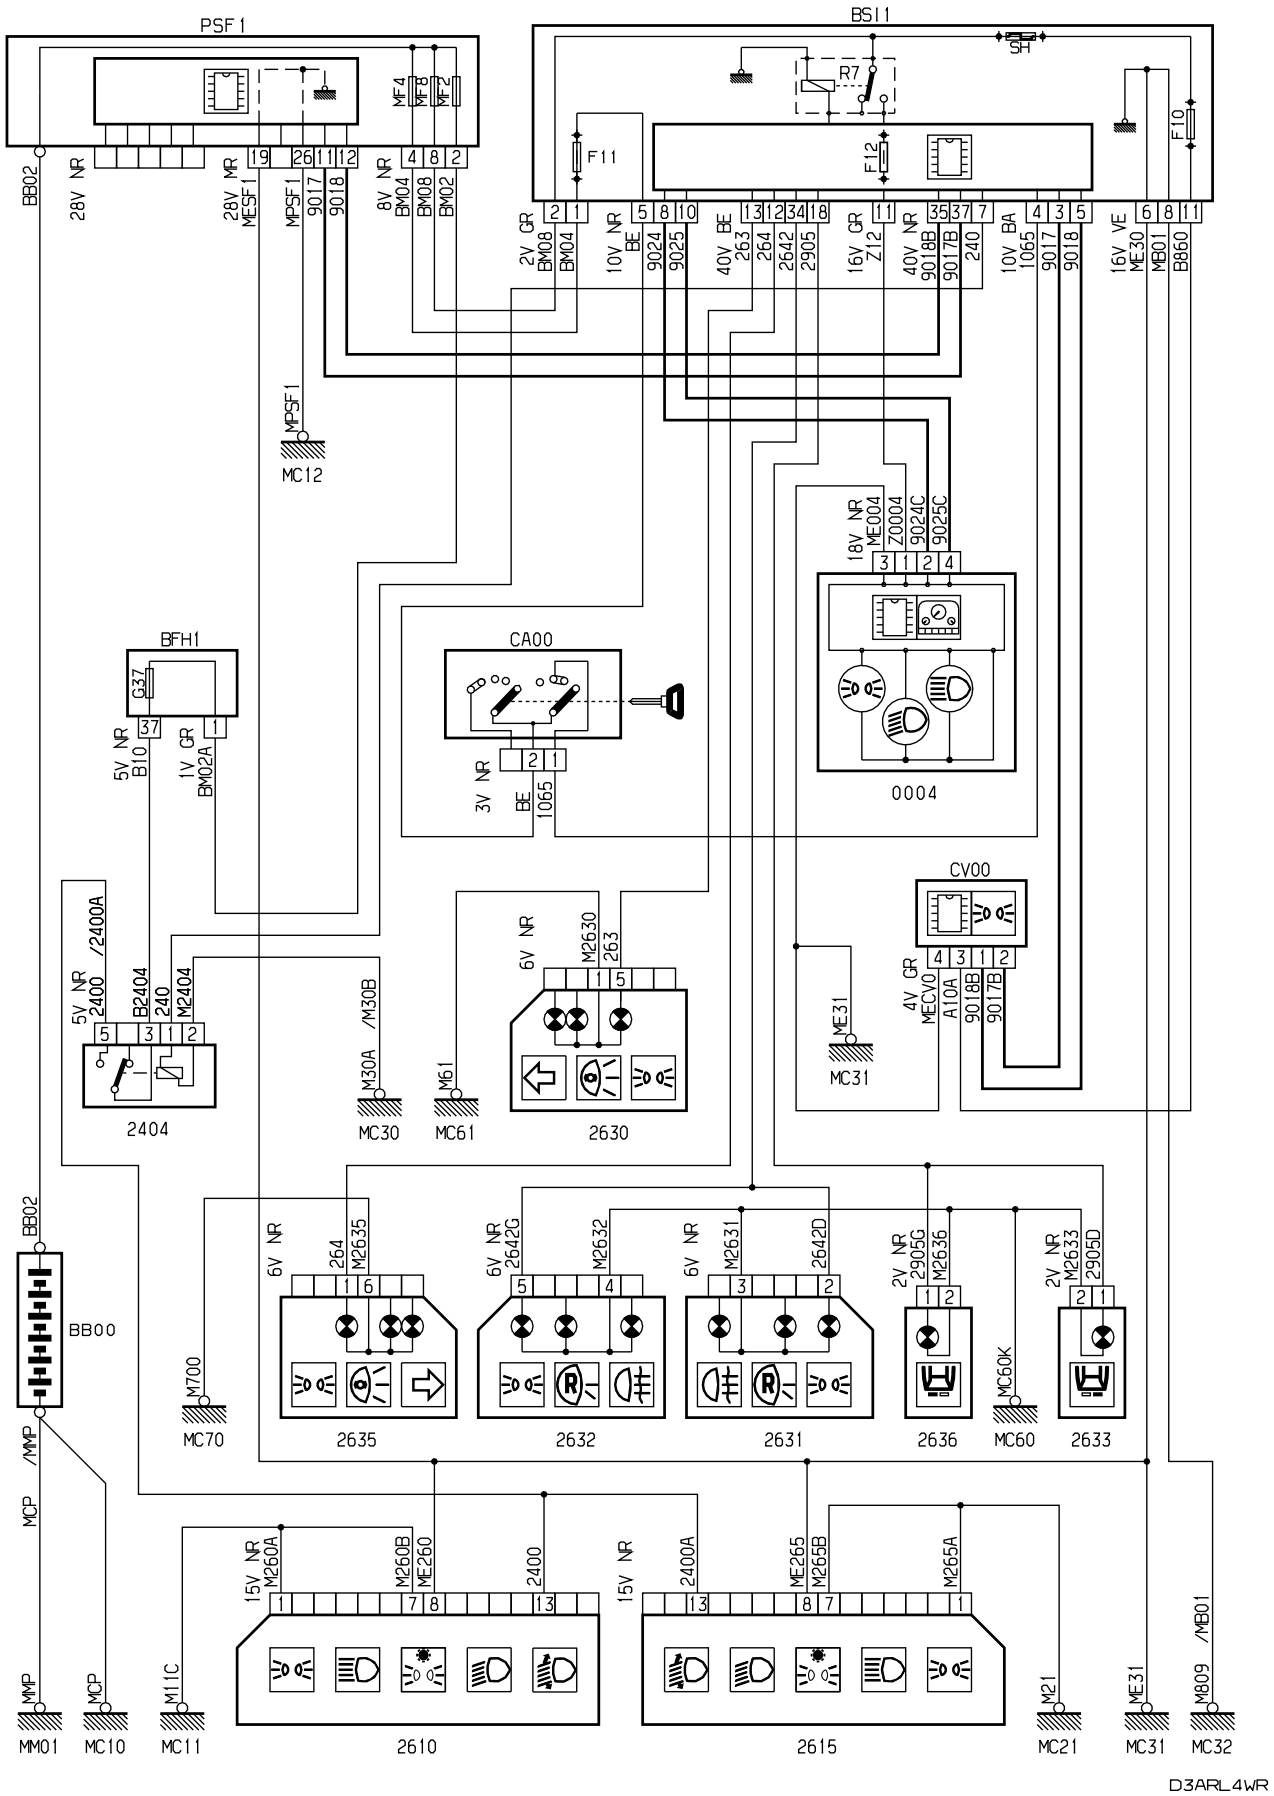 PSF1
BSI1
SH
R7
MF4
MF8
MF2
F11
F12
F10
19
26
11
12
4
8
2
BB02
28V NR
28V MR
MESF1
MPSF1
9017
9018
8V NR
BM04
BM08
BM02
2
1
5
8
10
13
12
34
18
11
35
37
7
4
3
5
6
8
11
2V GR
BM08
BM04
10V NR
BE
9024
9025
40V BE
263
264
2642
2905
16V GR
Z12
40V NR
9018B
9017B
240
10V BA
1065
9017
9018
16V VE
ME30
MB01
B860
MPSF1
MC12
18V NR
ME004
Z0004
9024C
9025C
3
1
2
4
0004
BFH1
G37
37
1
5V NR
B10
1V GR
BM02A
CA00
2
1
3V NR
BE
1065
CV00
4
3
1
2
4V GR
MECV0
A10A
9018B
9017B
5V NR
2400 /2400A
B2404
240
M2404
5
3
1
2
2404
M30A /M30B
MC30
M61
MC61
6V NR
M2630
263
1
5
2630
ME31
MC31
BB02
BB00
6V NR
264
M2635
1
6
2635
M700
MC70
6V NR
2642G
M2632
5
4
2632
6V NR
M2631
2642D
3
2
2631
2V NR
2905G
M2636
1
2
2636
MC60K
MC60
2V NR
M2633
2905D
2
1
2633
MCP /MMP
MMP
MM01
MCP
MC10
M11C
MC11
15V NR
M260A
M260B
ME260
2400
1
7
8
13
R
R
2610
15V NR
2400A
ME265
M265B
M265A
13
8
7
1
2615
M21
MC21
ME31
MC31
M809 /MB01
MC32
D3ARL4WR